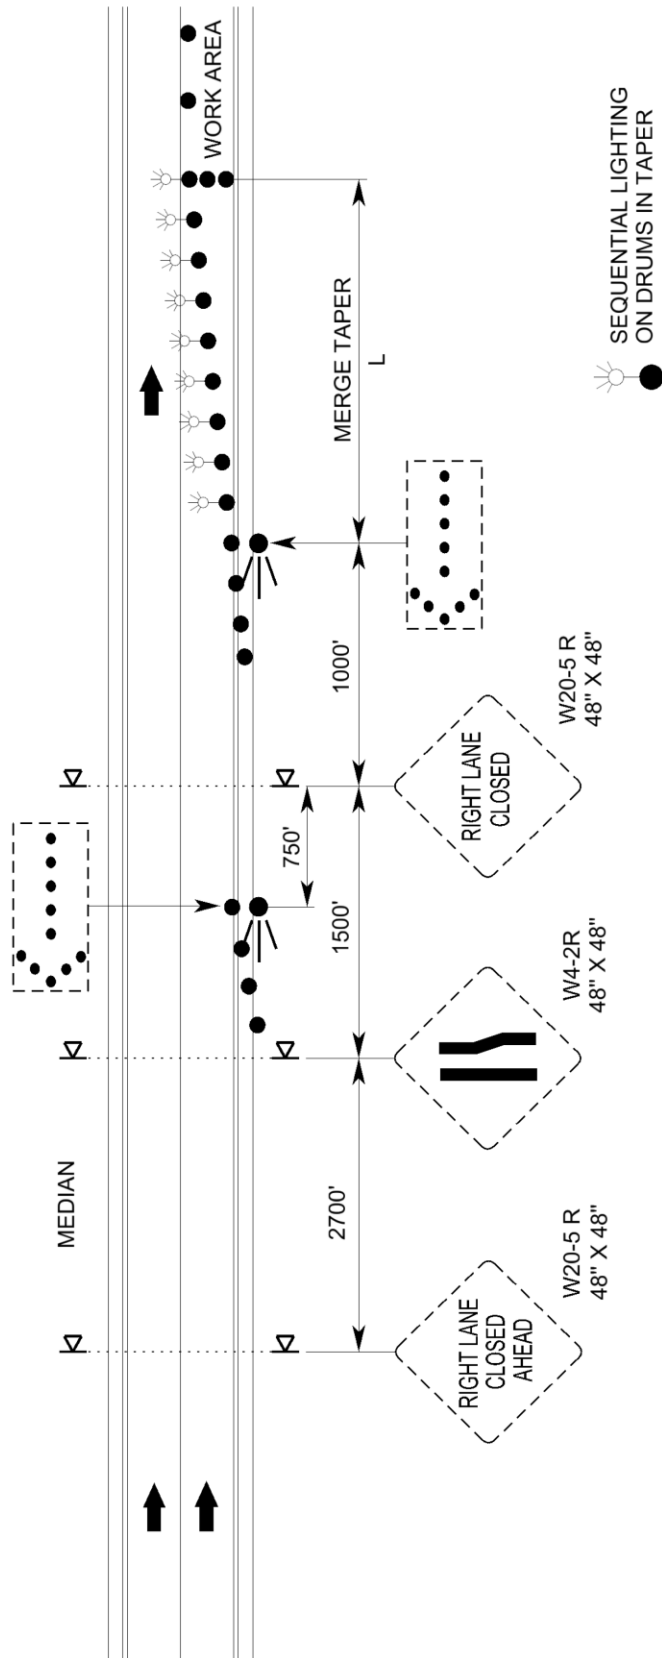 WORK AREA
MERGE TAPER
L
SEQUENTIAL LIGHTING
ON DRUMS IN TAPER
1000'
750'
1500'
RIGHT LANE
CLOSED
W20-5 R
48" X 48"
W4-2R
48" X 48"
MEDIAN
2700'
RIGHT LANE
CLOSED
AHEAD
W20-5 R
48" X 48"